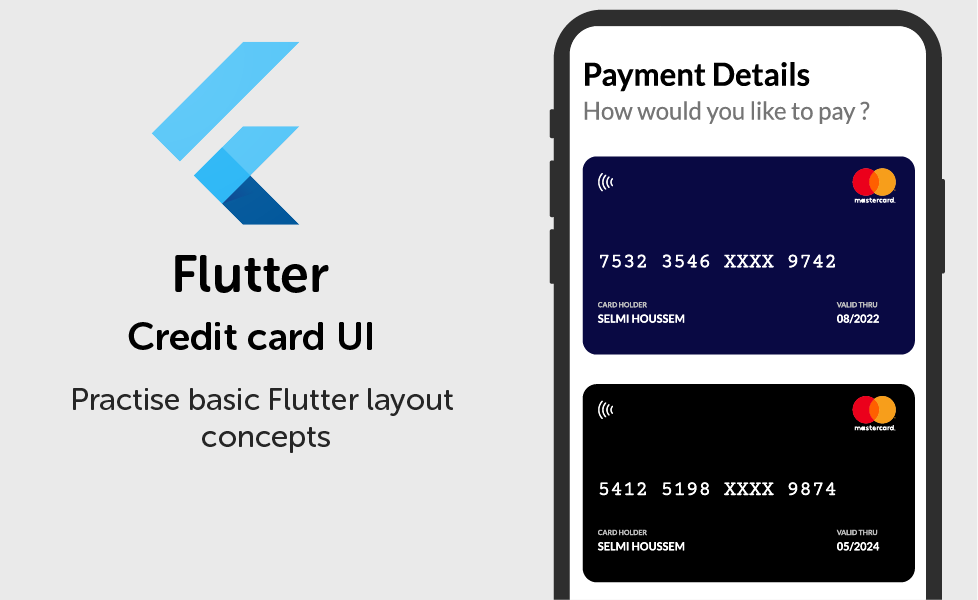 Flutter
Credit card UI
Practise basic Flutter layout
concepts
Payment Details
How would you like to pay ?
mastercard.
7532 3546 XXXX 9742
CARD HOLDER VALID THRU
SELMI HOUSSEM 08/2022
mastercard.
5412 5198 XXXX 9874
CARD HOLDER VALID THRU
SELMI HOUSSEM 05/2024